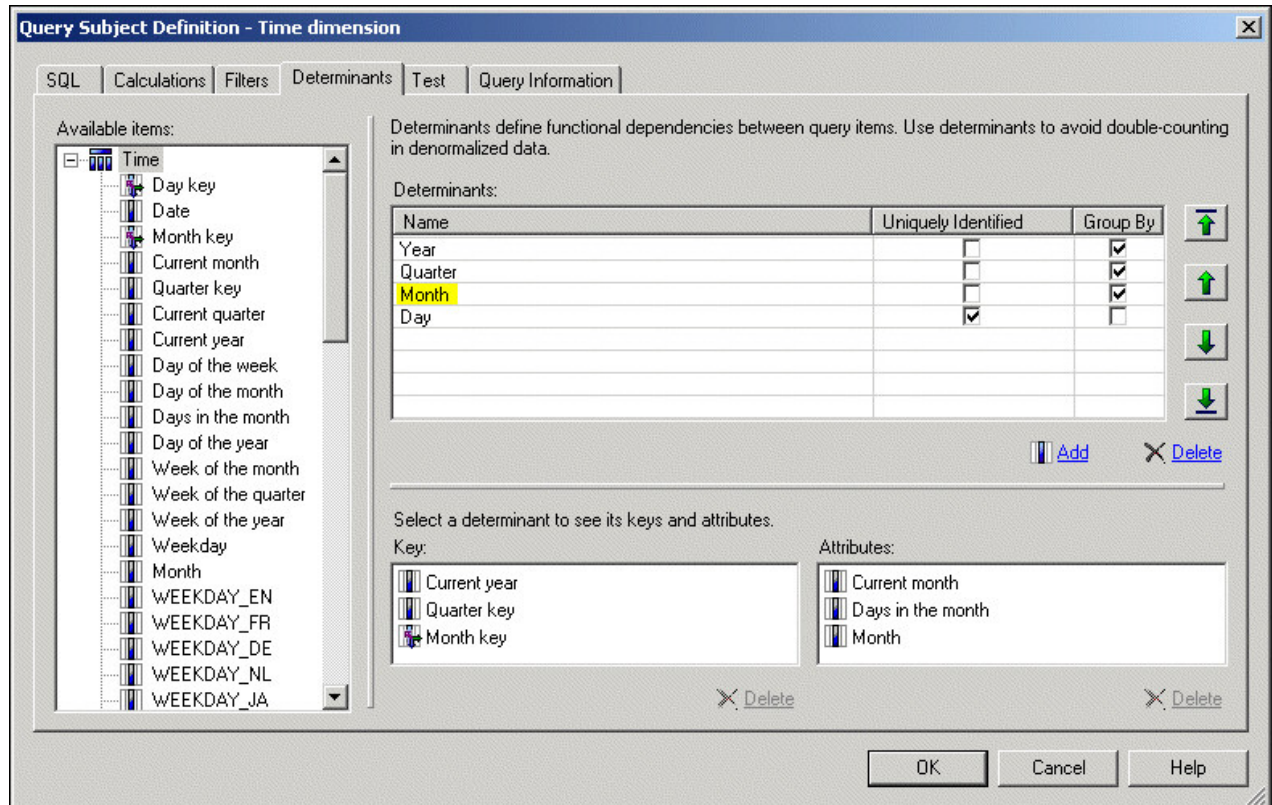 Query Subject Definition - Time dimension
SQL Calculations Filters Determinants Test Query Information
Available items:
Time
Day key
Date
Month key
Current month
Quarter key
Current quarter
Current year
Day of the week
Day of the month
Days in the month
Day of the year
Week of the month
Week of the quarter
Week of the year
Weekday
Month
WEEKDAY_EN
WEEKDAY_FR
WEEKDAY_DE
WEEKDAY_NL
WEEKDAY_JA
Determinants define functional dependencies between query items. Use determinants to avoid double-counting
in denormalized data.
Determinants:
Name Uniquely Identified Group By
Year
Quarter
Month
Day
Add Delete
Select a determinant to see its keys and attributes.
Key:
Current year
Quarter key
Month key
Delete
Attributes:
Current month
Days in the month
Month
Delete
OK Cancel Help